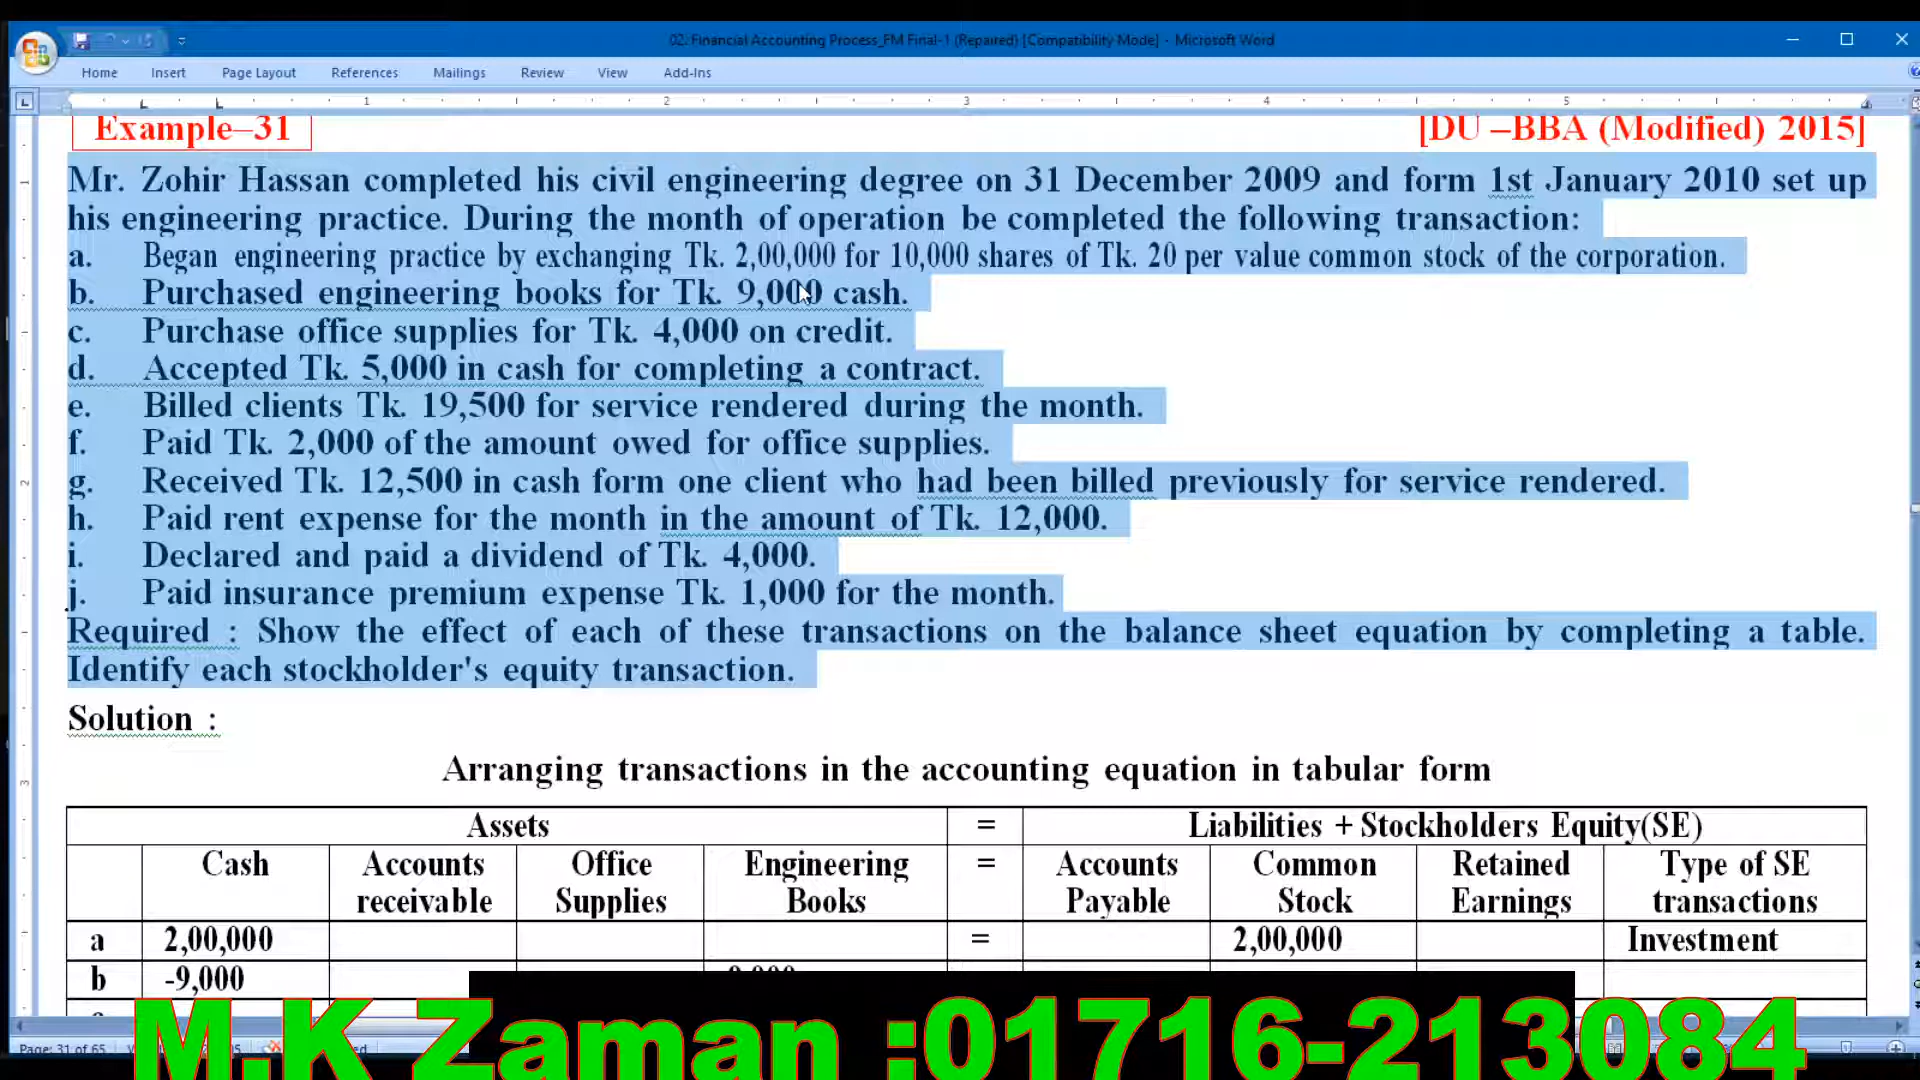 02. Financial Accounting Process_FM Final-1 (Repaired) [Compatibility Mode] - Microsoft Word
Home Insert Page Layout References Mailings Review View Add-Ins
1 2 3 4 5
Example–31 [DU –BBA (Modified) 2015]
Mr. Zohir Hassan completed his civil engineering degree on 31 December 2009 and form 1st January 2010 set up
his engineering practice. During the month of operation be completed the following transaction:
a. Began engineering practice by exchanging Tk. 2,00,000 for 10,000 shares of Tk. 20 per value common stock of the corporation.
b. Purchased engineering books for Tk. 9,000 cash.
c. Purchase office supplies for Tk. 4,000 on credit.
d. Accepted Tk. 5,000 in cash for completing a contract.
e. Billed clients Tk. 19,500 for service rendered during the month.
f. Paid Tk. 2,000 of the amount owed for office supplies.
g. Received Tk. 12,500 in cash form one client who had been billed previously for service rendered.
h. Paid rent expense for the month in the amount of Tk. 12,000.
i. Declared and paid a dividend of Tk. 4,000.
j. Paid insurance premium expense Tk. 1,000 for the month.
Required : Show the effect of each of these transactions on the balance sheet equation by completing a table.
Identify each stockholder's equity transaction.
Solution :
Arranging transactions in the accounting equation in tabular form
Assets = Liabilities + Stockholders Equity(SE)
Cash Accounts receivable Office Supplies Engineering Books = Accounts Payable Common Stock Retained Earnings Type of SE transactions
a 2,00,000 = 2,00,000 Investment
b -9,000
Page: 31 of 65
M.K Zaman :01716-213084